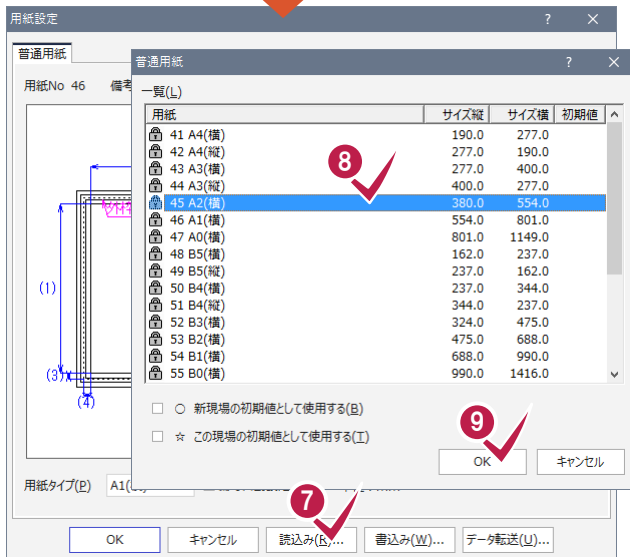 用紙設定 ? ×
普通用紙
用紙No 46 備考
(1)
(3)
(4)
用紙タイプ(P) A1(
OK キャンセル 読込み(R)... 書込み(W)... データ転送(U)...
7
普通用紙 ? ×
一覧(L)
用紙 サイズ縦 サイズ横 初期値
41 A4(横) 190.0 277.0
42 A4(縦) 277.0 190.0
43 A3(横) 277.0 400.0
44 A3(縦) 400.0 277.0
45 A2(横) 380.0 554.0
46 A1(横) 554.0 801.0
47 A0(横) 801.0 1149.0
48 B5(横) 162.0 237.0
49 B5(縦) 237.0 162.0
50 B4(横) 237.0 344.0
51 B4(縦) 344.0 237.0
52 B3(横) 324.0 475.0
53 B2(横) 475.0 688.0
54 B1(横) 688.0 990.0
55 B0(横) 990.0 1416.0
8
○ 新現場の初期値として使用する(B)
☆ この現場の初期値として使用する(T)
9
OK キャンセル